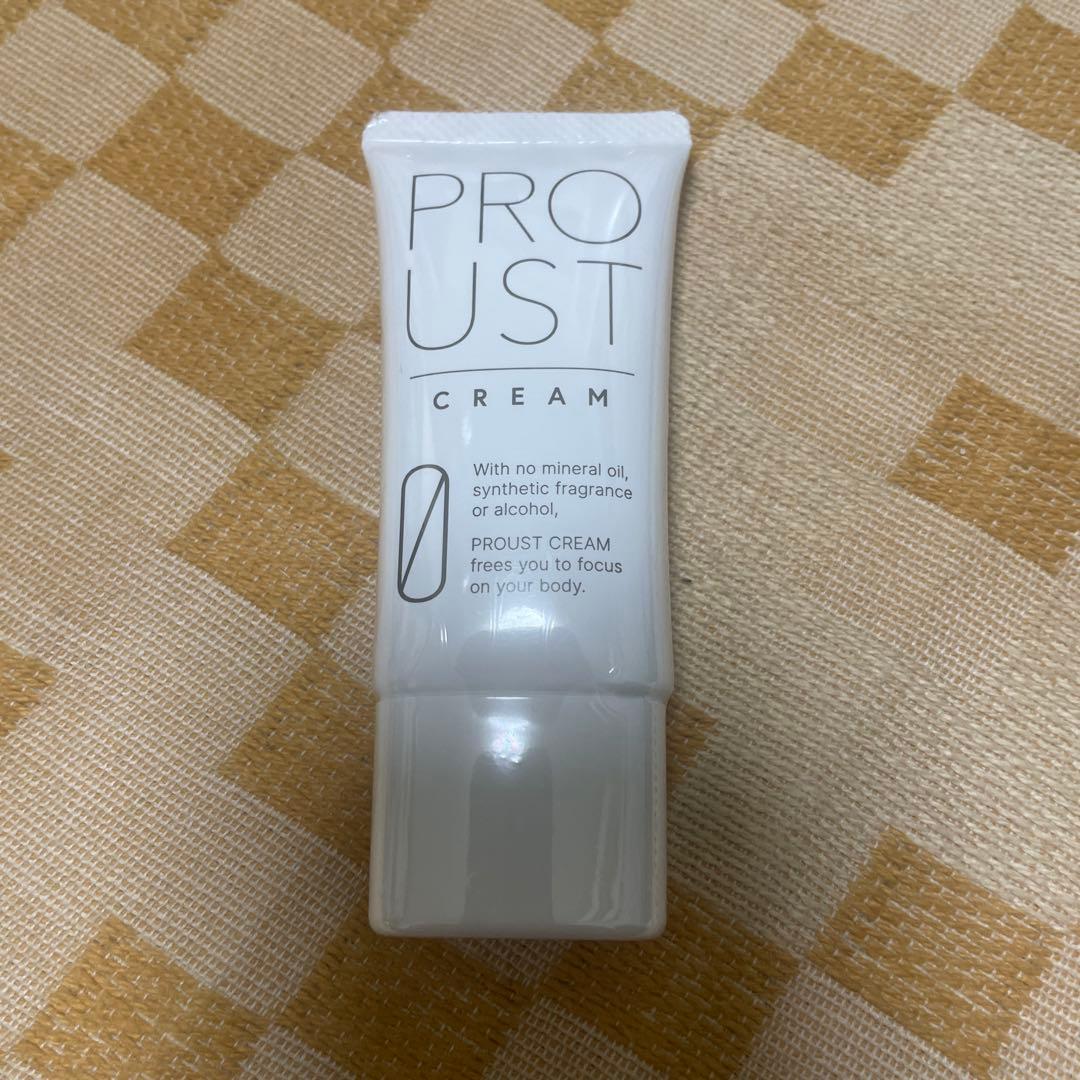 PRO
UST
CREAM
0
With no mineral oil,
synthetic fragrance
or alcohol,
PROUST CREAM
frees you to focus
on your body.